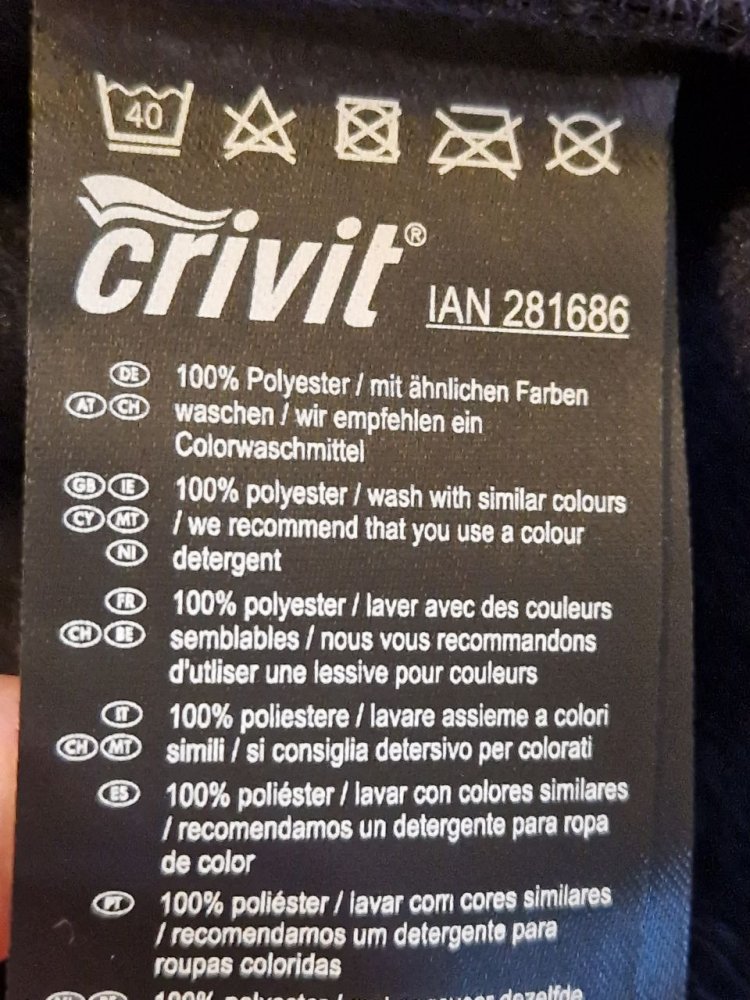 40
crivit®
IAN 281686
DE 100% Polyester / mit ähnlichen Farben
AT CH waschen / wir empfehlen ein
Colorwaschmittel
GB IE 100% polyester / wash with similar colours
CY MT / we recommend that you use a colour
NI detergent
FR 100% polyester / laver avec des couleurs
CH BE semblables / nous vous recommandons
d'utliser une lessive pour couleurs
IT 100% poliestere / lavare assieme a colori
CH MT simili / si consiglia detersivo per colorati
ES 100% poliéster / lavar con colores similares
/ recomendamos un detergente para ropa
de color
PT 100% poliéster / lavar com cores similares
/ recomendamos um detergente para
roupas coloridas
100% polyester / dezelfde